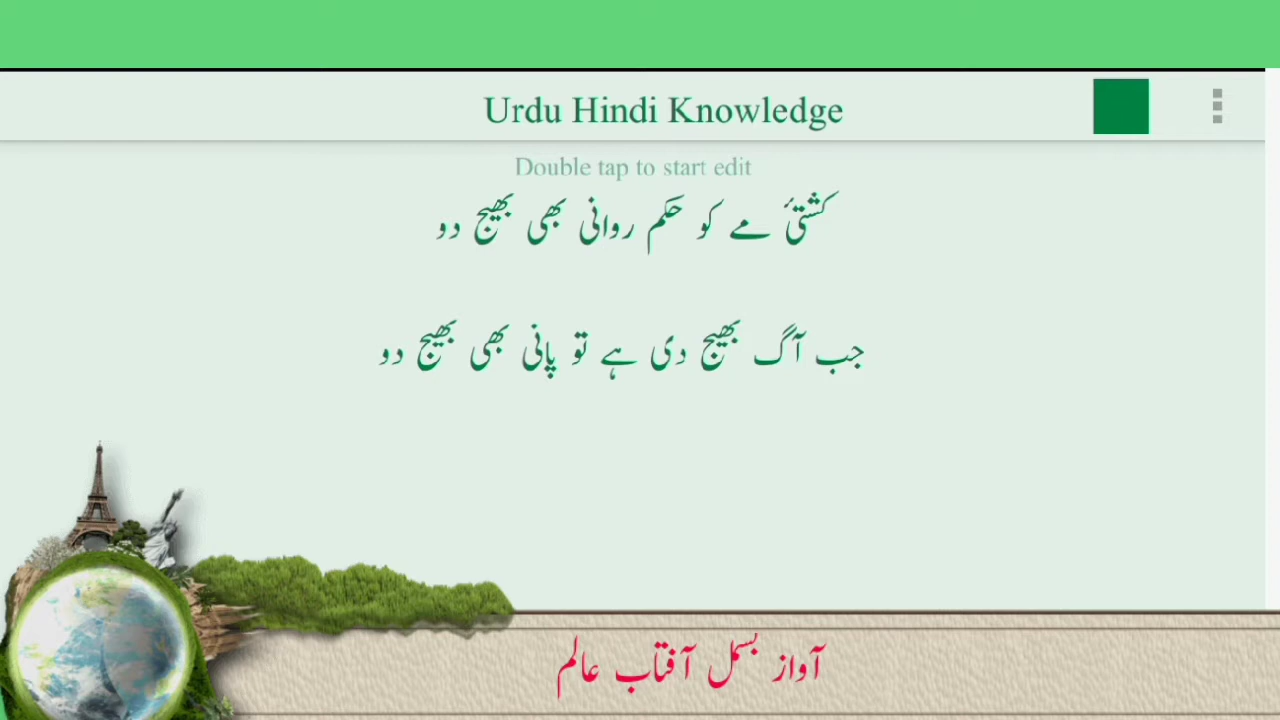 Urdu Hindi Knowledge
Double tap to start edit
کشتیٔ مے کو حکم روانی بھی بھیج دو
جب آگ بھیج دی ہے تو پانی بھی بھیج دو
آواز بسمل آفتاب عالم